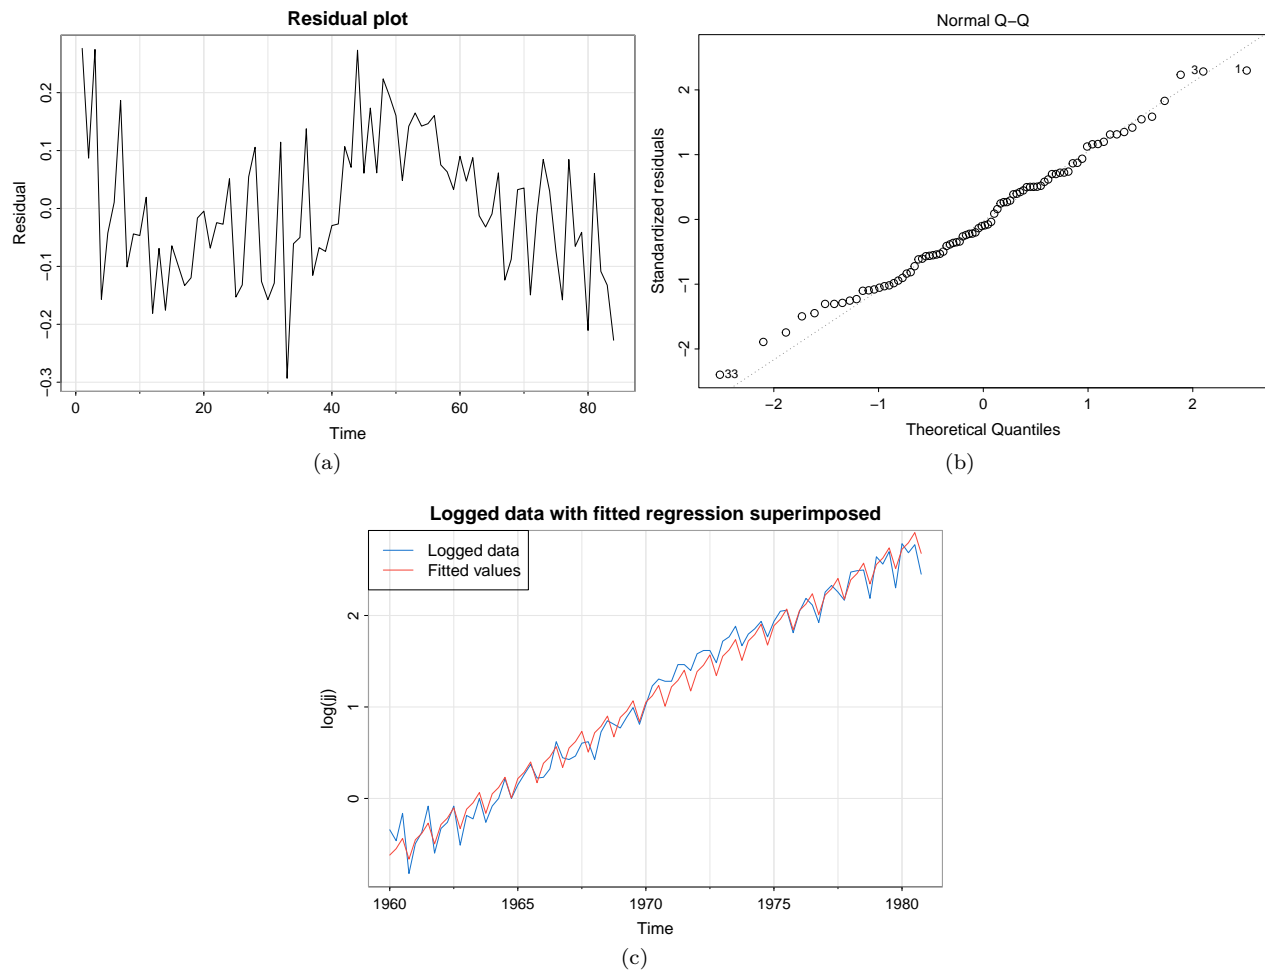 Residual plot
Residual
0.2
0.1
0.0
−0.1
−0.2
−0.3
0
20
40
60
80
Time
(a)
Normal Q−Q
Standardized residuals
2
1
0
−1
−2
3
1
33
−2
−1
0
1
2
Theoretical Quantiles
(b)
Logged data with fitted regression superimposed
Logged data
Fitted values
log(jj)
2
1
0
1960
1965
1970
1975
1980
Time
(c)